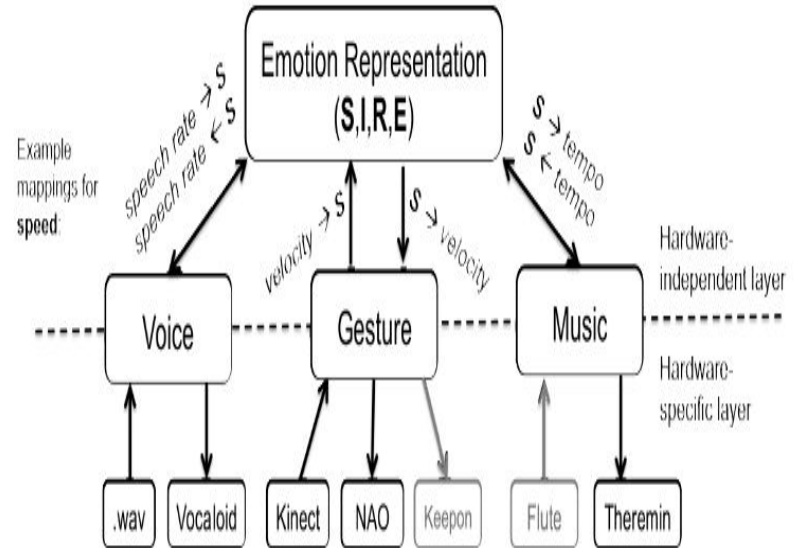 Emotion Representation
(S,I,R,E)
Example
mappings for
speed:
speech rate → S
speech rate ← S
velocity → S
S → velocity
S → tempo
S ← tempo
Hardware-
independent layer
Voice
Gesture
Music
Hardware-
specific layer
.wav
Vocaloid
Kinect
NAO
Keepon
Flute
Theremin